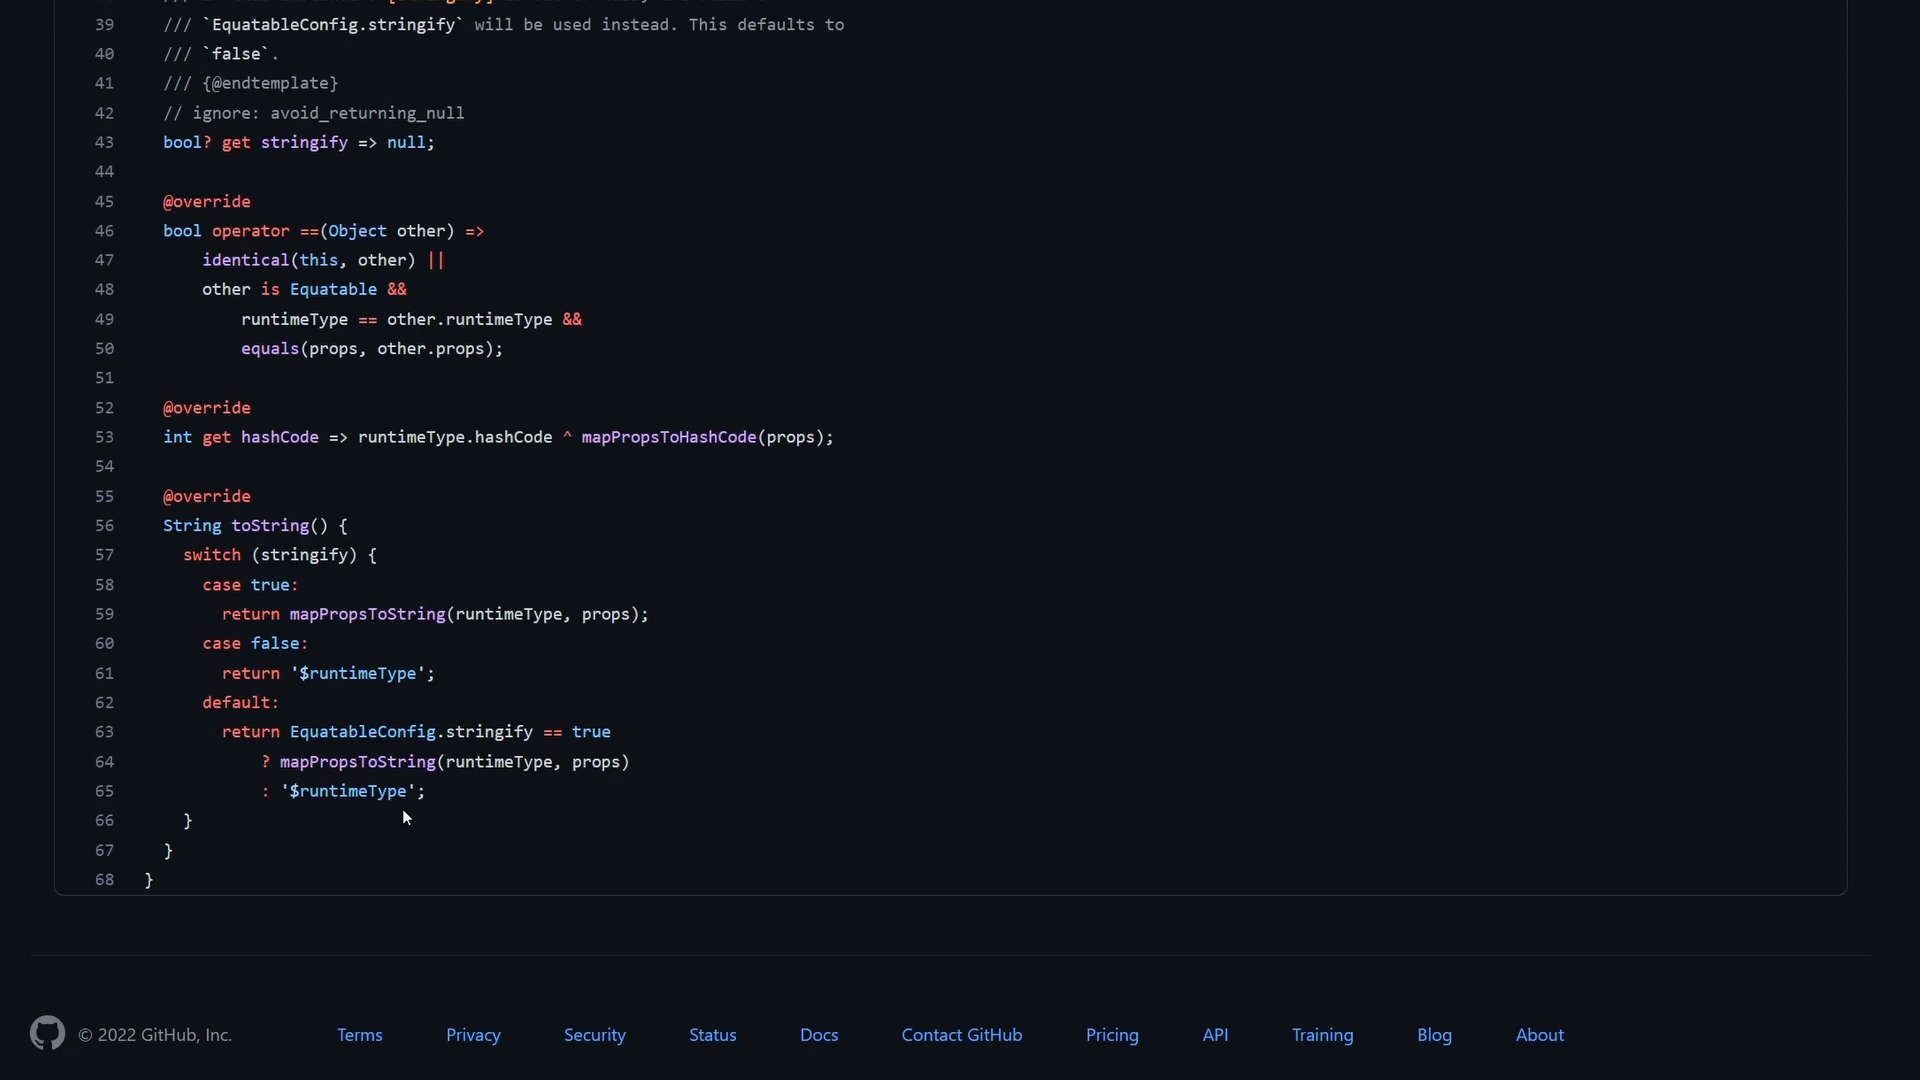 39 /// `EquatableConfig.stringify` will be used instead. This defaults to
40 /// `false`.
41 /// {@endtemplate}
42 // ignore: avoid_returning_null
43 bool? get stringify => null;
44
45 @override
46 bool operator ==(Object other) =>
47 identical(this, other) ||
48 other is Equatable &&
49 runtimeType == other.runtimeType &&
50 equals(props, other.props);
51
52 @override
53 int get hashCode => runtimeType.hashCode ^ mapPropsToHashCode(props);
54
55 @override
56 String toString() {
57 switch (stringify) {
58 case true:
59 return mapPropsToString(runtimeType, props);
60 case false:
61 return '$runtimeType';
62 default:
63 return EquatableConfig.stringify == true
64 ? mapPropsToString(runtimeType, props)
65 : '$runtimeType';
66 }
67 }
68 }
© 2022 GitHub, Inc. Terms Privacy Security Status Docs Contact GitHub Pricing API Training Blog About